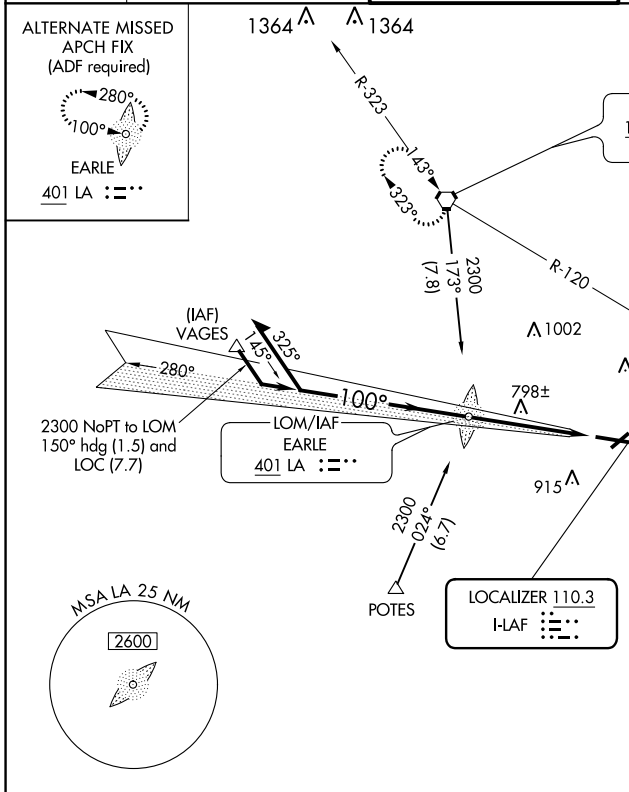 ALTERNATE MISSED
APCH FIX
(ADF required)
280°
100°
EARLE
401 LA
1364
1364
R-323
143°
323°
1
2300
173°
(7.8)
R-120
1002
(IAF)
VAGES
145°
325°
280°
100°
798±
2300 NoPT to LOM
150° hdg (1.5) and
LOC (7.7)
LOM/IAF
EARLE
401 LA
915
2300
024°
(6.7)
POTES
LOCALIZER 110.3
I-LAF
MSA LA 25 NM
2600